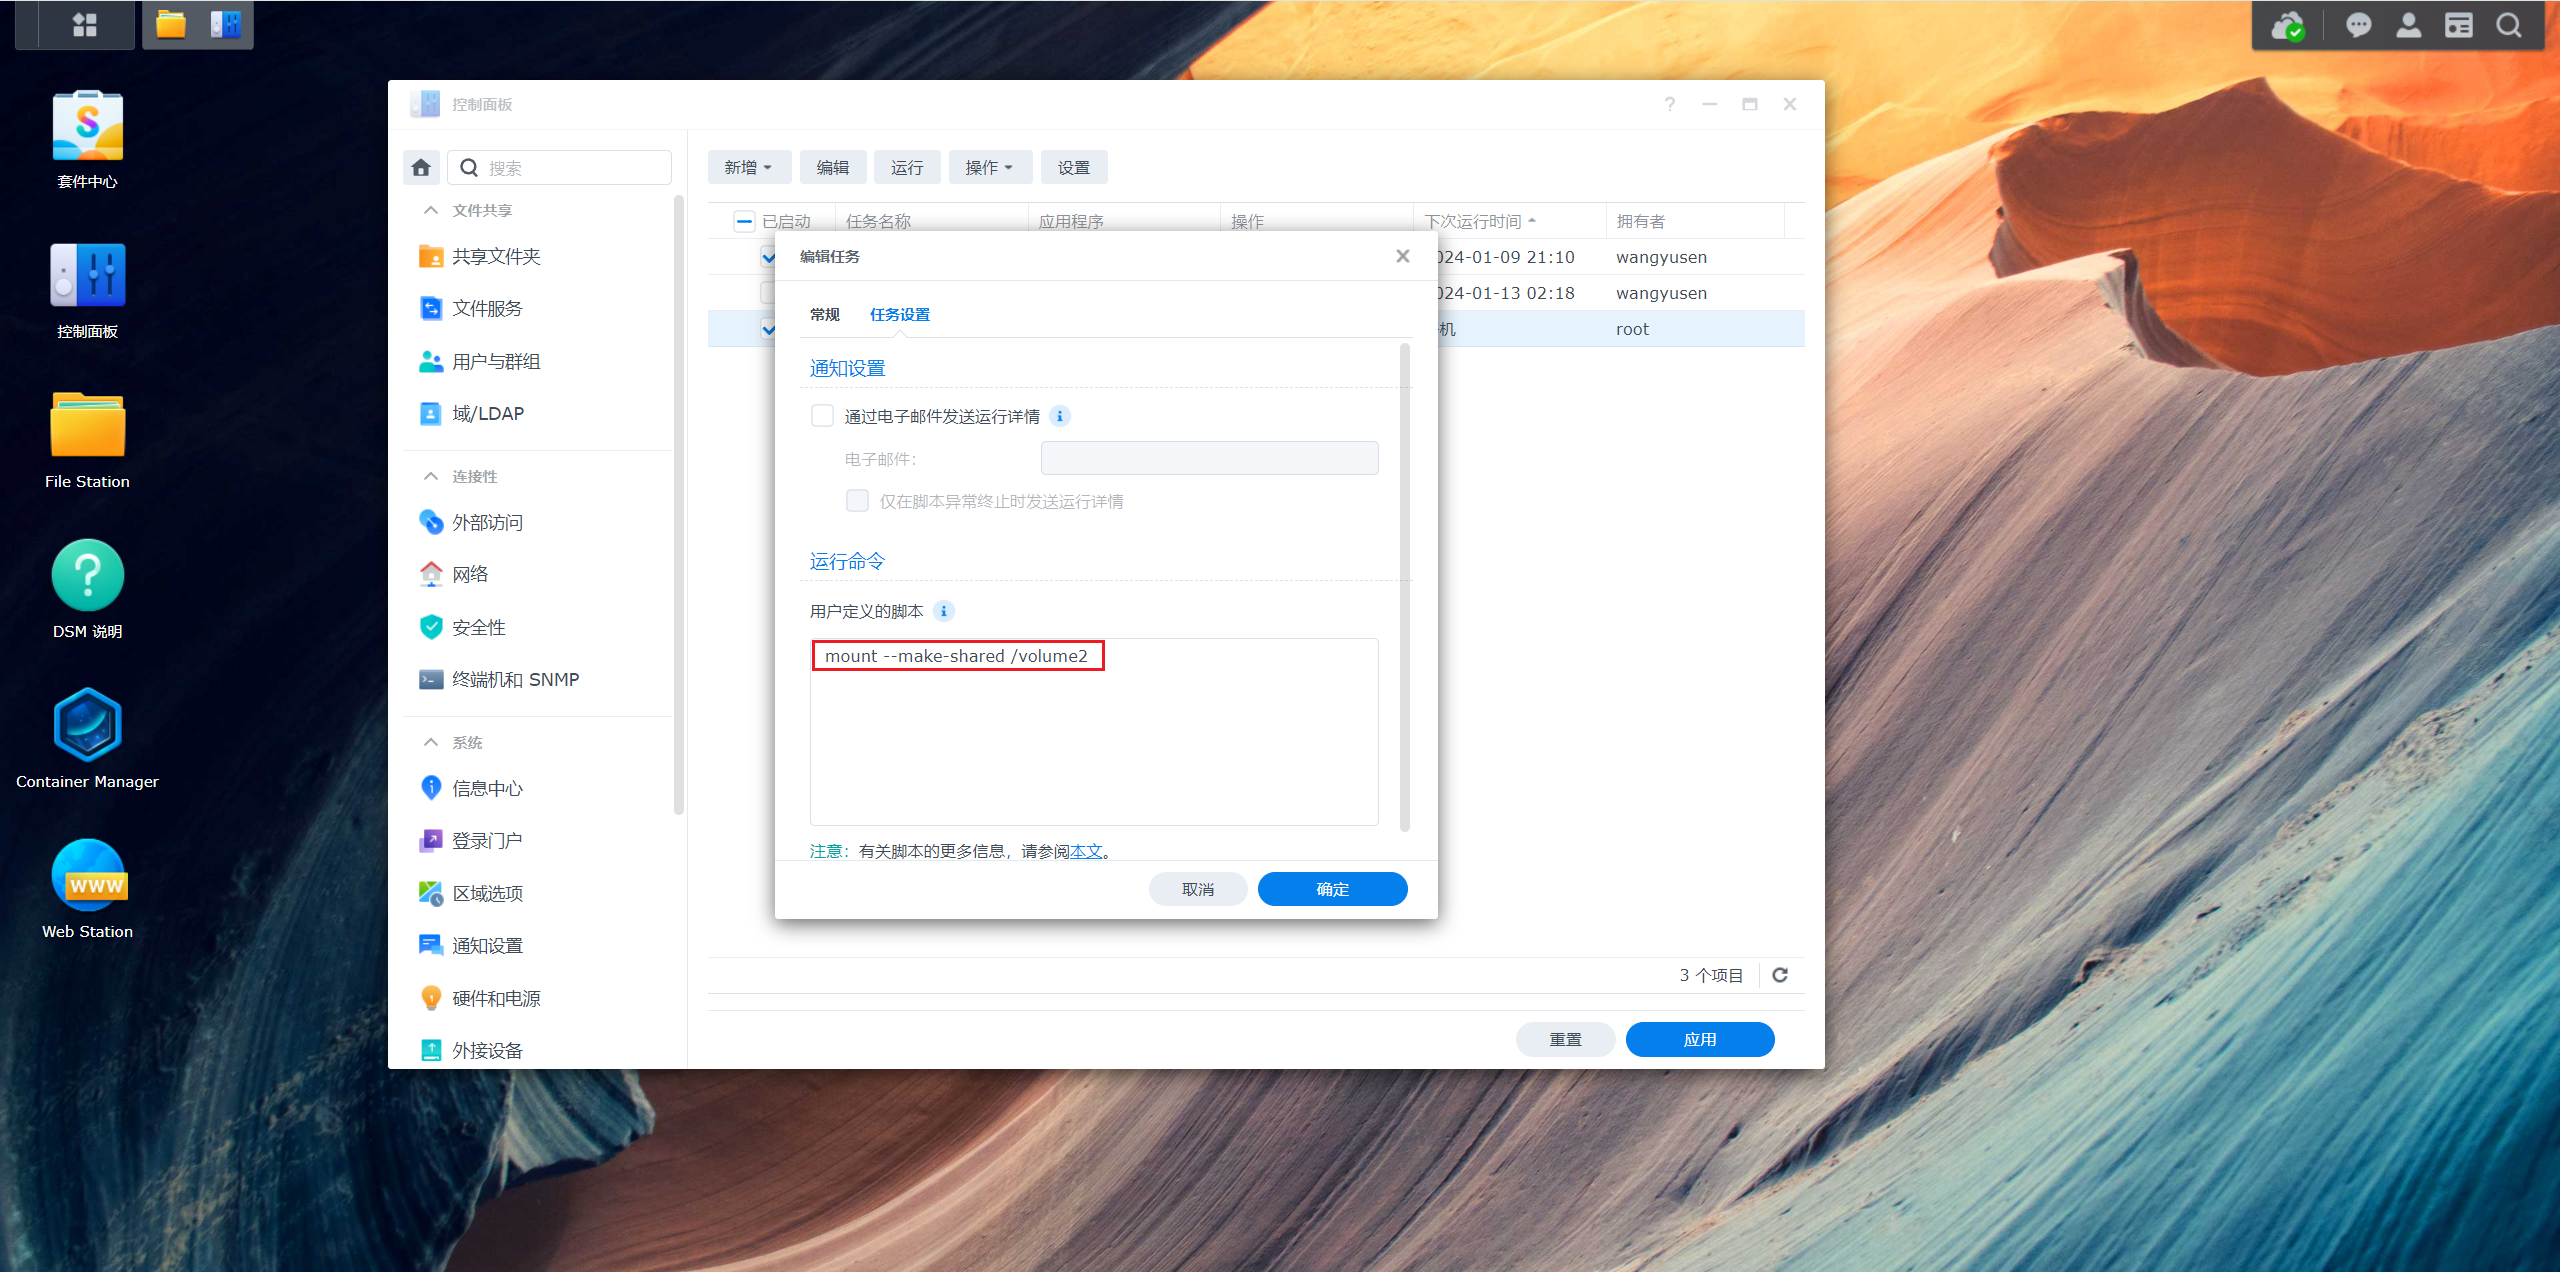 套件中心
控制面板
File Station
DSM 说明
Container Manager
WWW
Web Station
控制面板
搜索
文件共享
共享文件夹
文件服务
用户与群组
域/LDAP
连接性
外部访问
网络
安全性
终端机和 SNMP
系统
信息中心
登录门户
区域选项
通知设置
硬件和电源
外接设备
新增 编辑 运行 操作 设置
已启动 任务名称 应用程序 操作 下次运行时间 拥有者
024-01-09 21:10 wangyusen
024-01-13 02:18 wangyusen
机 root
编辑任务
常规 任务设置
通知设置
通过电子邮件发送运行详情
电子邮件:
仅在脚本异常终止时发送运行详情
运行命令
用户定义的脚本
mount --make-shared /volume2
注意：有关脚本的更多信息，请参阅本文。
取消 确定
3 个项目
重置 应用